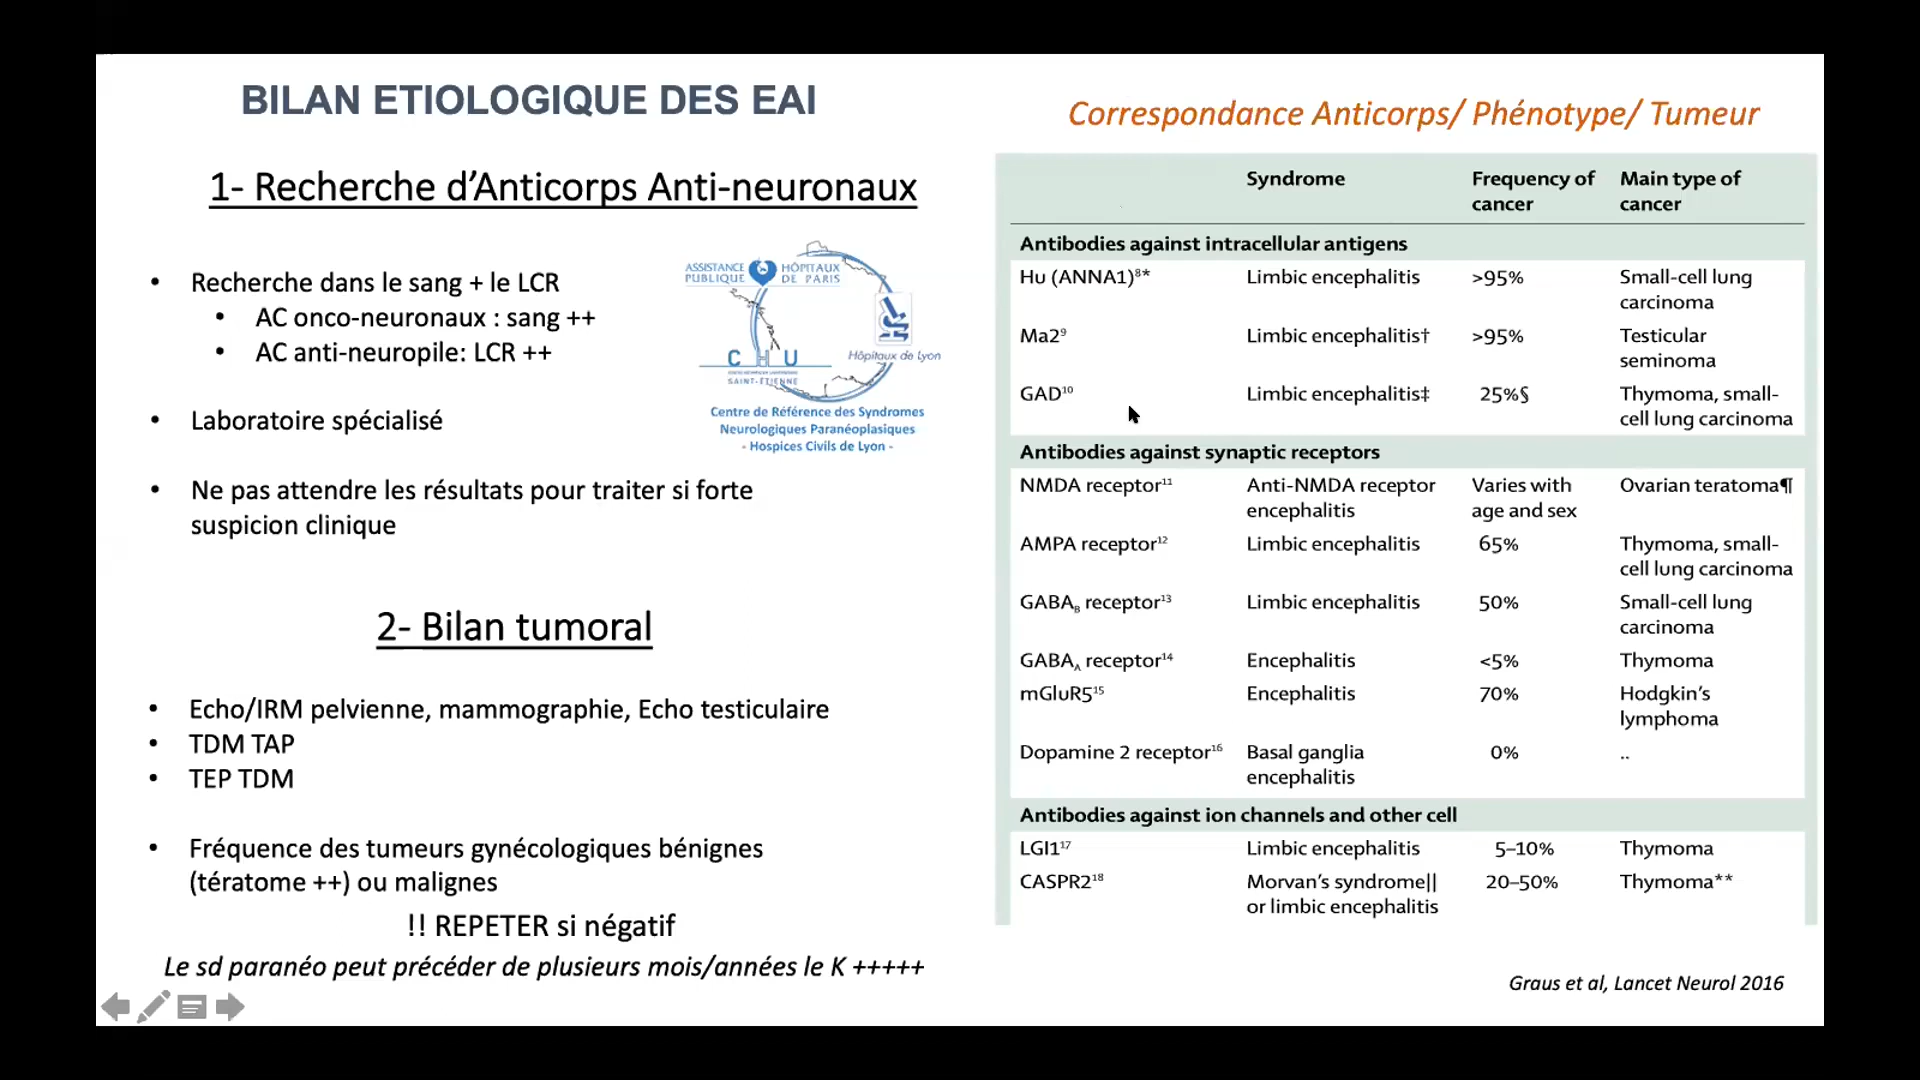 BILAN ETIOLOGIQUE DES EAI
1- Recherche d'Anticorps Anti-neuronaux
• Recherche dans le sang + le LCR
• AC onco-neuronaux : sang ++
• AC anti-neuropile: LCR ++
• Laboratoire spécialisé
• Ne pas attendre les résultats pour traiter si forte
suspicion clinique
ASSISTANCE HÔPITAUX
PUBLIQUE DE PARIS
Hôpitaux de Lyon
C H U
SAINT-ÉTIENNE
Centre de Référence des Syndromes
Neurologiques Paranéoplasiques
- Hospices Civils de Lyon -
2- Bilan tumoral
• Echo/IRM pelvienne, mammographie, Echo testiculaire
• TDM TAP
• TEP TDM
• Fréquence des tumeurs gynécologiques bénignes
(tératome ++) ou malignes
!! REPETER si négatif
Le sd paranéo peut précéder de plusieurs mois/années le K +++++
Correspondance Anticorps/ Phénotype/ Tumeur
Syndrome Frequency of Main type of
cancer cancer
Antibodies against intracellular antigens
Hu (ANNA1)⁸* Limbic encephalitis >95% Small-cell lung
carcinoma
Ma2⁹ Limbic encephalitis† >95% Testicular
seminoma
GAD¹⁰ Limbic encephalitis‡ 25%§ Thymoma, small-
cell lung carcinoma
Antibodies against synaptic receptors
NMDA receptor¹¹ Anti-NMDA receptor Varies with Ovarian teratoma¶
encephalitis age and sex
AMPA receptor¹² Limbic encephalitis 65% Thymoma, small-
cell lung carcinoma
GABA_B receptor¹³ Limbic encephalitis 50% Small-cell lung
carcinoma
GABA_A receptor¹⁴ Encephalitis <5% Thymoma
mGluR5¹⁵ Encephalitis 70% Hodgkin's
lymphoma
Dopamine 2 receptor¹⁶ Basal ganglia 0% ..
encephalitis
Antibodies against ion channels and other cell
LGI1¹⁷ Limbic encephalitis 5–10% Thymoma
CASPR2¹⁸ Morvan's syndrome|| 20–50% Thymoma**
or limbic encephalitis
Graus et al, Lancet Neurol 2016